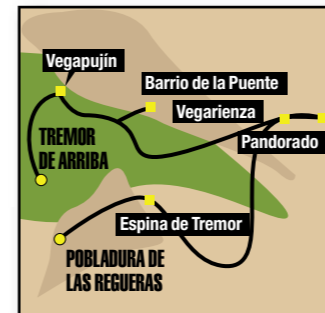 Vegapujín
Barrio de la Puente
Vegarienza
Pandorado
TREMOR
DE ARRIBA
Espina de Tremor
POBLADURA DE
LAS REGUERAS